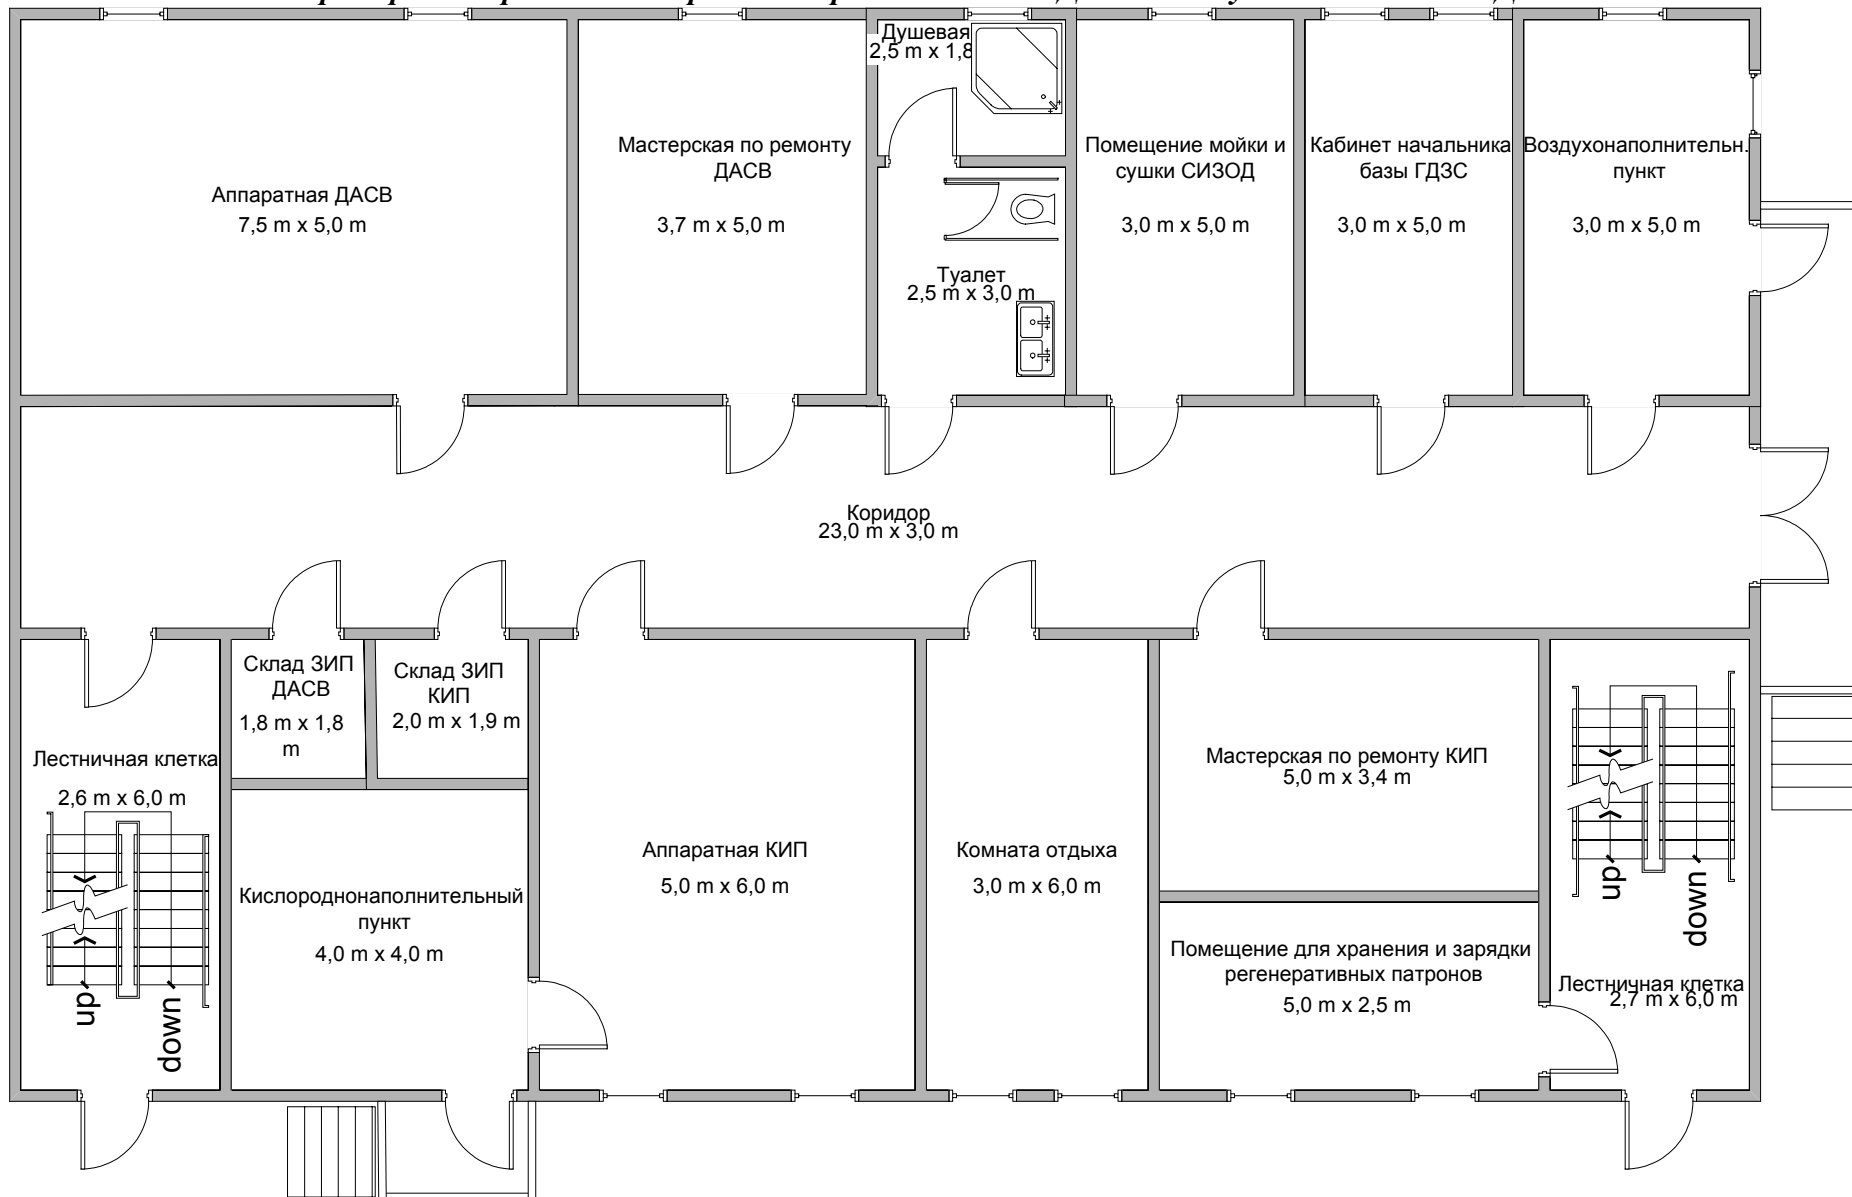 Душевая
2,5 m x 1,8
Аппаратная ДАСВ
7,5 m x 5,0 m
Мастерская по ремонту
ДАСВ
3,7 m x 5,0 m
Помещение мойки и
сушки СИЗОД
3,0 m x 5,0 m
Кабинет начальника
базы ГДЗС
3,0 m x 5,0 m
Воздухонаполнительн.
пункт
3,0 m x 5,0 m
Туалет
2,5 m x 3,0 m
Коридор
23,0 m x 3,0 m
Лестничная клетка
2,6 m x 6,0 m
up
down
Склад ЗИП
ДАСВ
1,8 m x 1,8
m
Склад ЗИП
КИП
2,0 m x 1,9 m
Кислороднонаполнительный
пункт
4,0 m x 4,0 m
Аппаратная КИП
5,0 m x 6,0 m
Комната отдыха
3,0 m x 6,0 m
Мастерская по ремонту КИП
5,0 m x 3,4 m
Помещение для хранения и зарядки
регенеративных патронов
5,0 m x 2,5 m
up
down
Лестничная клетка
2,7 m x 6,0 m